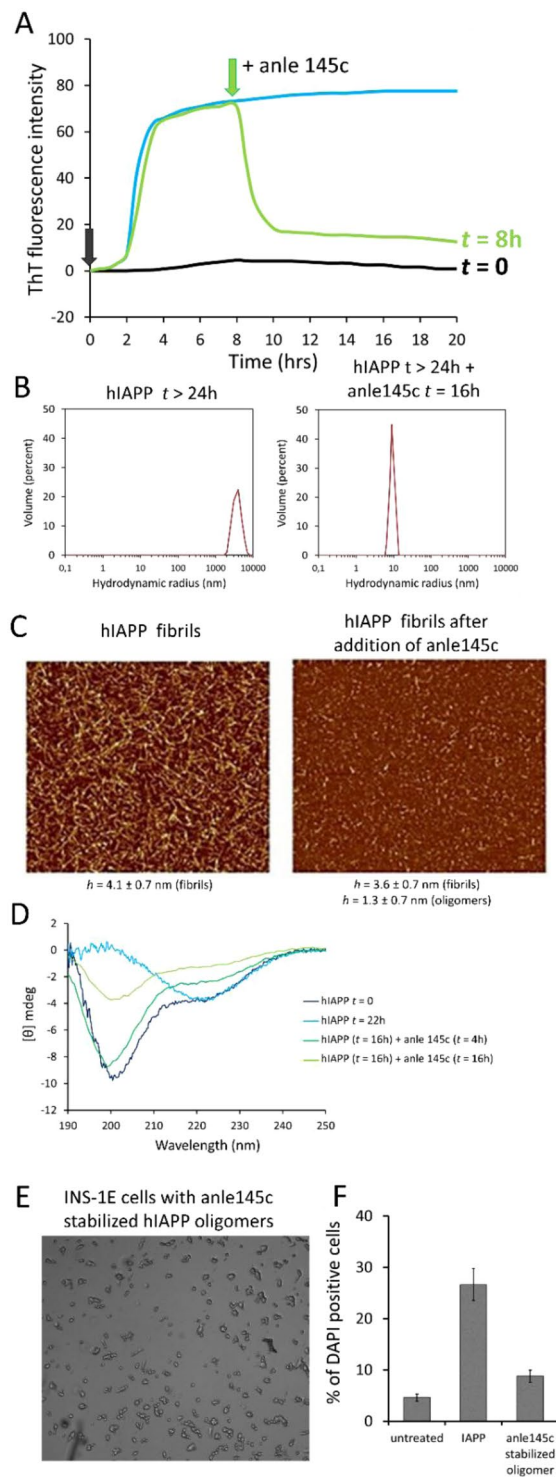 A
+ anle 145c
ThT fluorescence intensity
100
80
60
40
20
0
-20
t = 8h
t = 0
0 2 4 6 8 10 12 14 16 18 20
Time (hrs)
B
hIAPP t > 24h
Volume (percent)
50
40
30
20
10
0
0,1 1 10 100 1000 10000
Hydrodynamic radius (nm)
hIAPP t > 24h +
anle145c t = 16h
Volume (percent)
50
40
30
20
10
0
0,1 1 10 100 1000 10000
Hydrodynamic radius (nm)
C
hIAPP fibrils
h = 4.1 ± 0.7 nm (fibrils)
hIAPP fibrils after
addition of anle145c
h = 3.6 ± 0.7 nm (fibrils)
h = 1.3 ± 0.7 nm (oligomers)
D
[θ] mdeg
2
0
-2
-4
-6
-8
-10
-12
190 200 210 220 230 240 250
Wavelength (nm)
hIAPP t = 0
hIAPP t = 22h
hIAPP (t = 16h) + anle 145c (t = 4h)
hIAPP (t = 16h) + anle 145c (t = 16h)
E
INS-1E cells with anle145c
stabilized hIAPP oligomers
F
% of DAPI positive cells
40
30
20
10
0
untreated IAPP anle145c
stabilized
oligomer